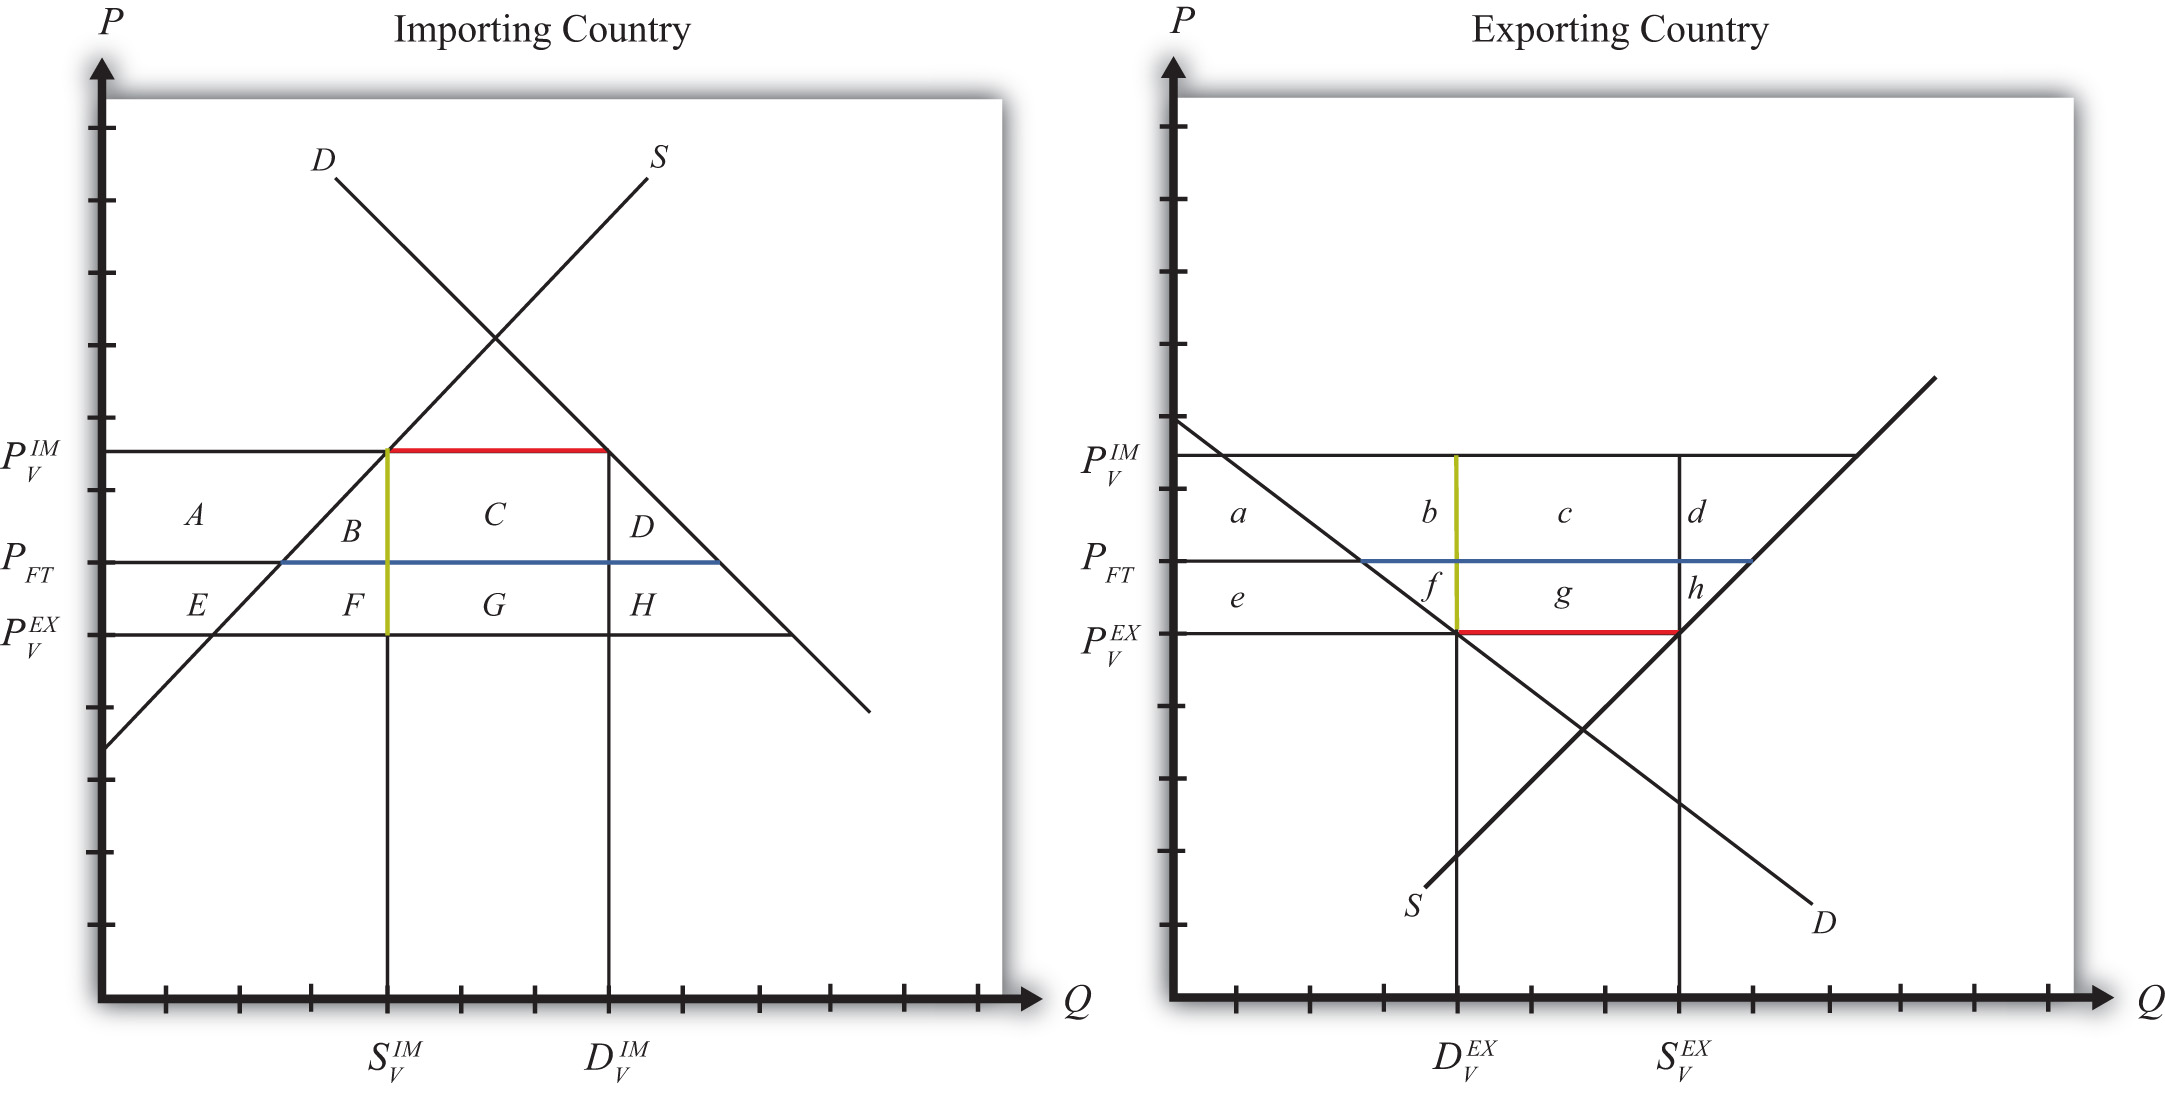 Importing Country
P
D
S
P_V^IM
A
B
C
D
P_FT
E
F
G
H
P_V^EX
Q
S_V^IM
D_V^IM
Exporting Country
P
P_V^IM
a
b
c
d
P_FT
e
f
g
h
P_V^EX
S
D
Q
D_V^EX
S_V^EX